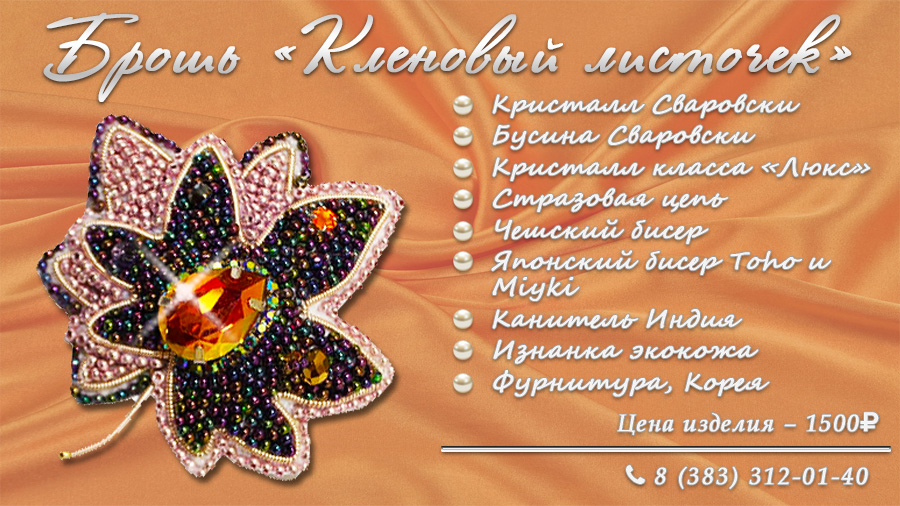 Брошь «Кленовый листочек»
Кристалл Сваровски
Бусина Сваровски
Кристалл класса «Люкс»
Стразовая цепь
Чешский бисер
Японский бисер Toho и
Miyki
Канитель Индия
Изнанка экокожа
Фурнитура, Корея
Цена изделия – 1500₽
8 (383) 312-01-40